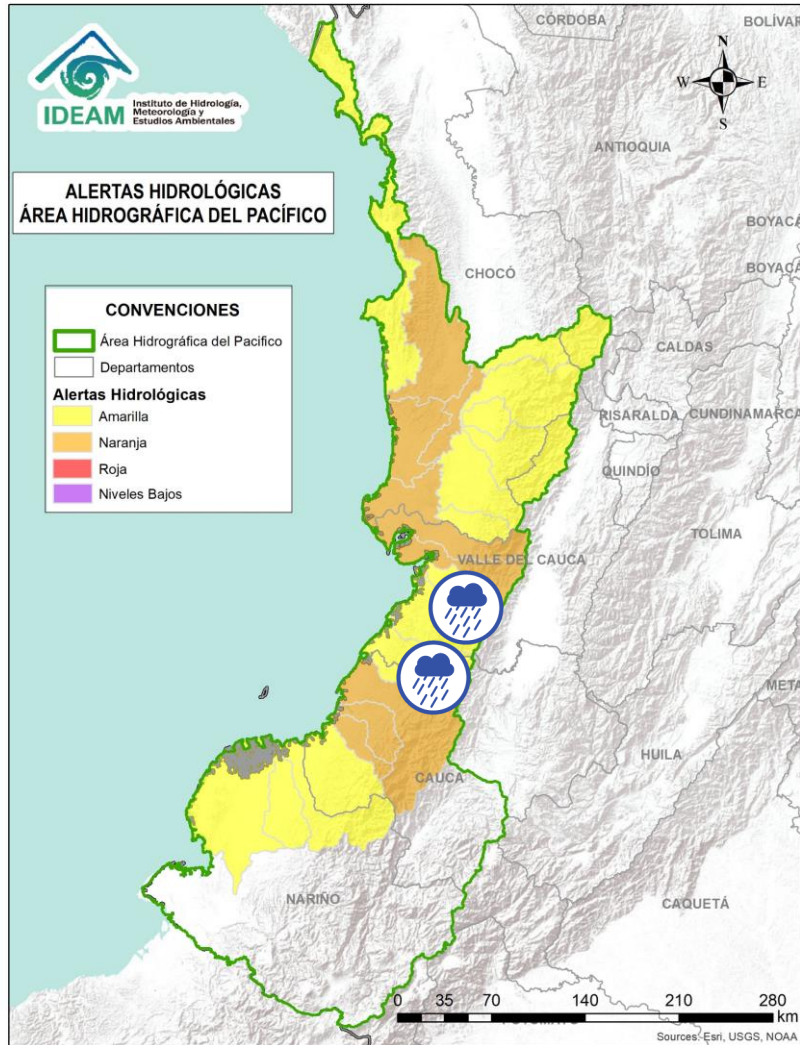 IDEAM
Instituto de Hidrología,
Meteorología y
Estudios Ambientales
ALERTAS HIDROLÓGICAS
ÁREA HIDROGRÁFICA DEL PACÍFICO
CONVENCIONES
Área Hidrográfica del Pacifico
Departamentos
Alertas Hidrológicas
Amarilla
Naranja
Roja
Niveles Bajos
N
W E
S
CÓRDOBA
BOLÍVAR
ANTIOQUIA
BOYACÁ
BOYACÁ
CHOCÓ
CALDAS
RISARALDA
CUNDINAMARCA
QUINDÍO
TOLIMA
VALLE DEL CAUCA
META
HUILA
CAUCA
NARIÑO
CAQUETÁ
0 35 70 140 210 280
km
Sources: Esri, USGS, NOAA